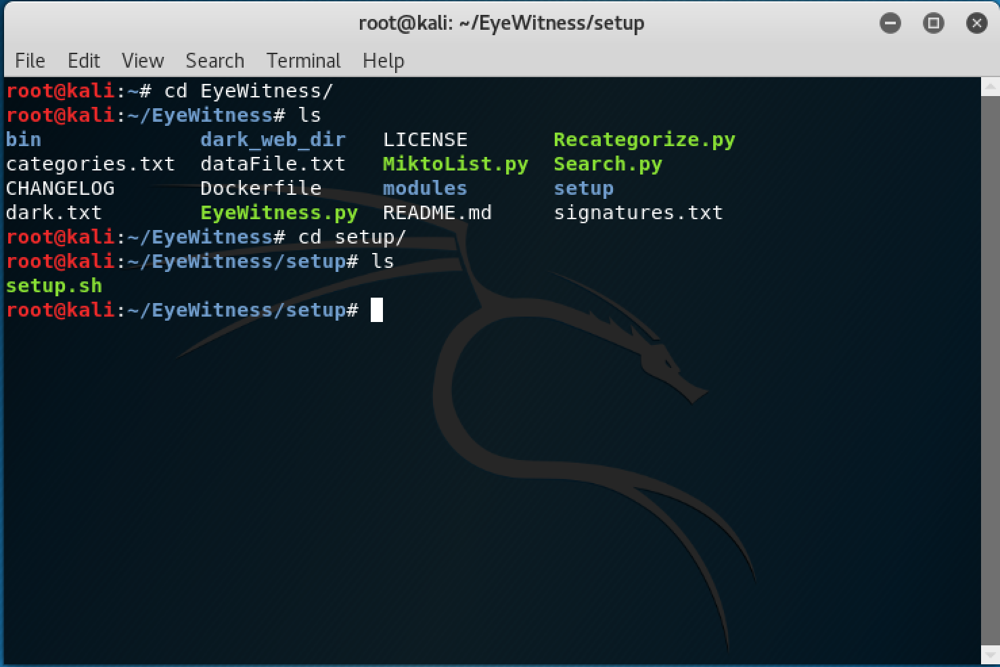 root@kali: ~/EyeWitness/setup
File Edit View Search Terminal Help
root@kali:~# cd EyeWitness/
root@kali:~/EyeWitness# ls
bin dark_web_dir LICENSE Recategorize.py
categories.txt dataFile.txt MiktoList.py Search.py
CHANGELOG Dockerfile modules setup
dark.txt EyeWitness.py README.md signatures.txt
root@kali:~/EyeWitness# cd setup/
root@kali:~/EyeWitness/setup# ls
setup.sh
root@kali:~/EyeWitness/setup#